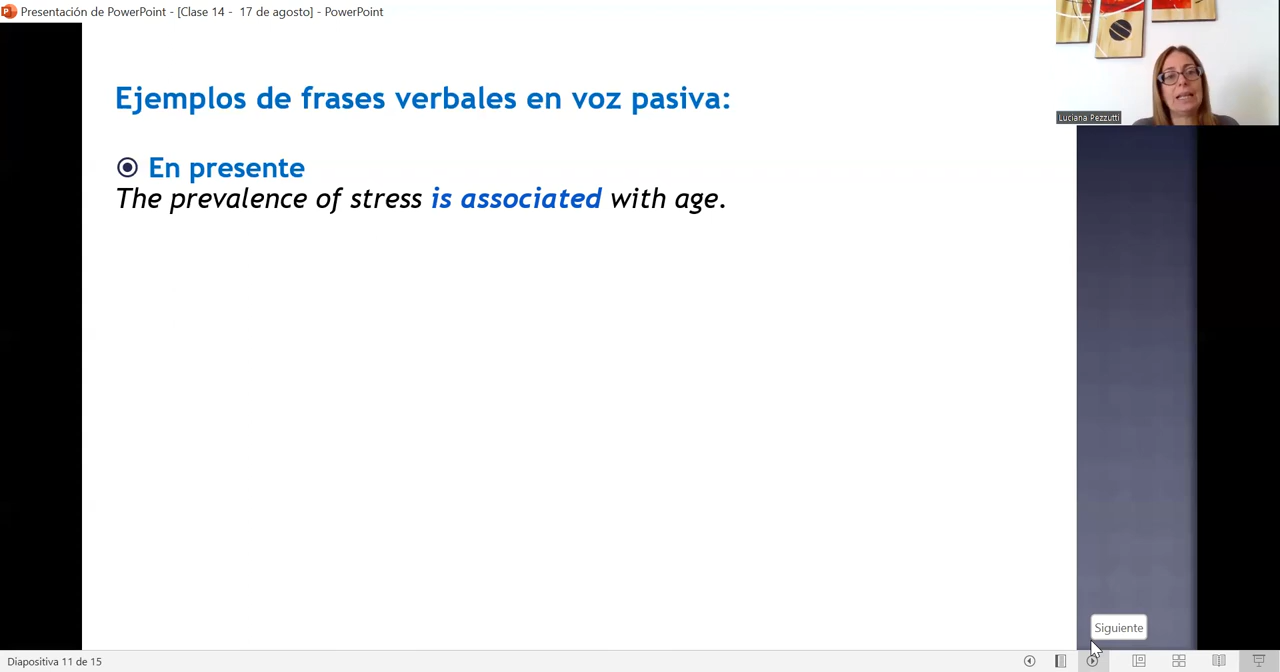 Presentación de PowerPoint - [Clase 14 - 17 de agosto] - PowerPoint
Luciana Pezzutti
Ejemplos de frases verbales en voz pasiva:
En presente
The prevalence of stress is associated with age.
Siguiente
Diapositiva 11 de 15